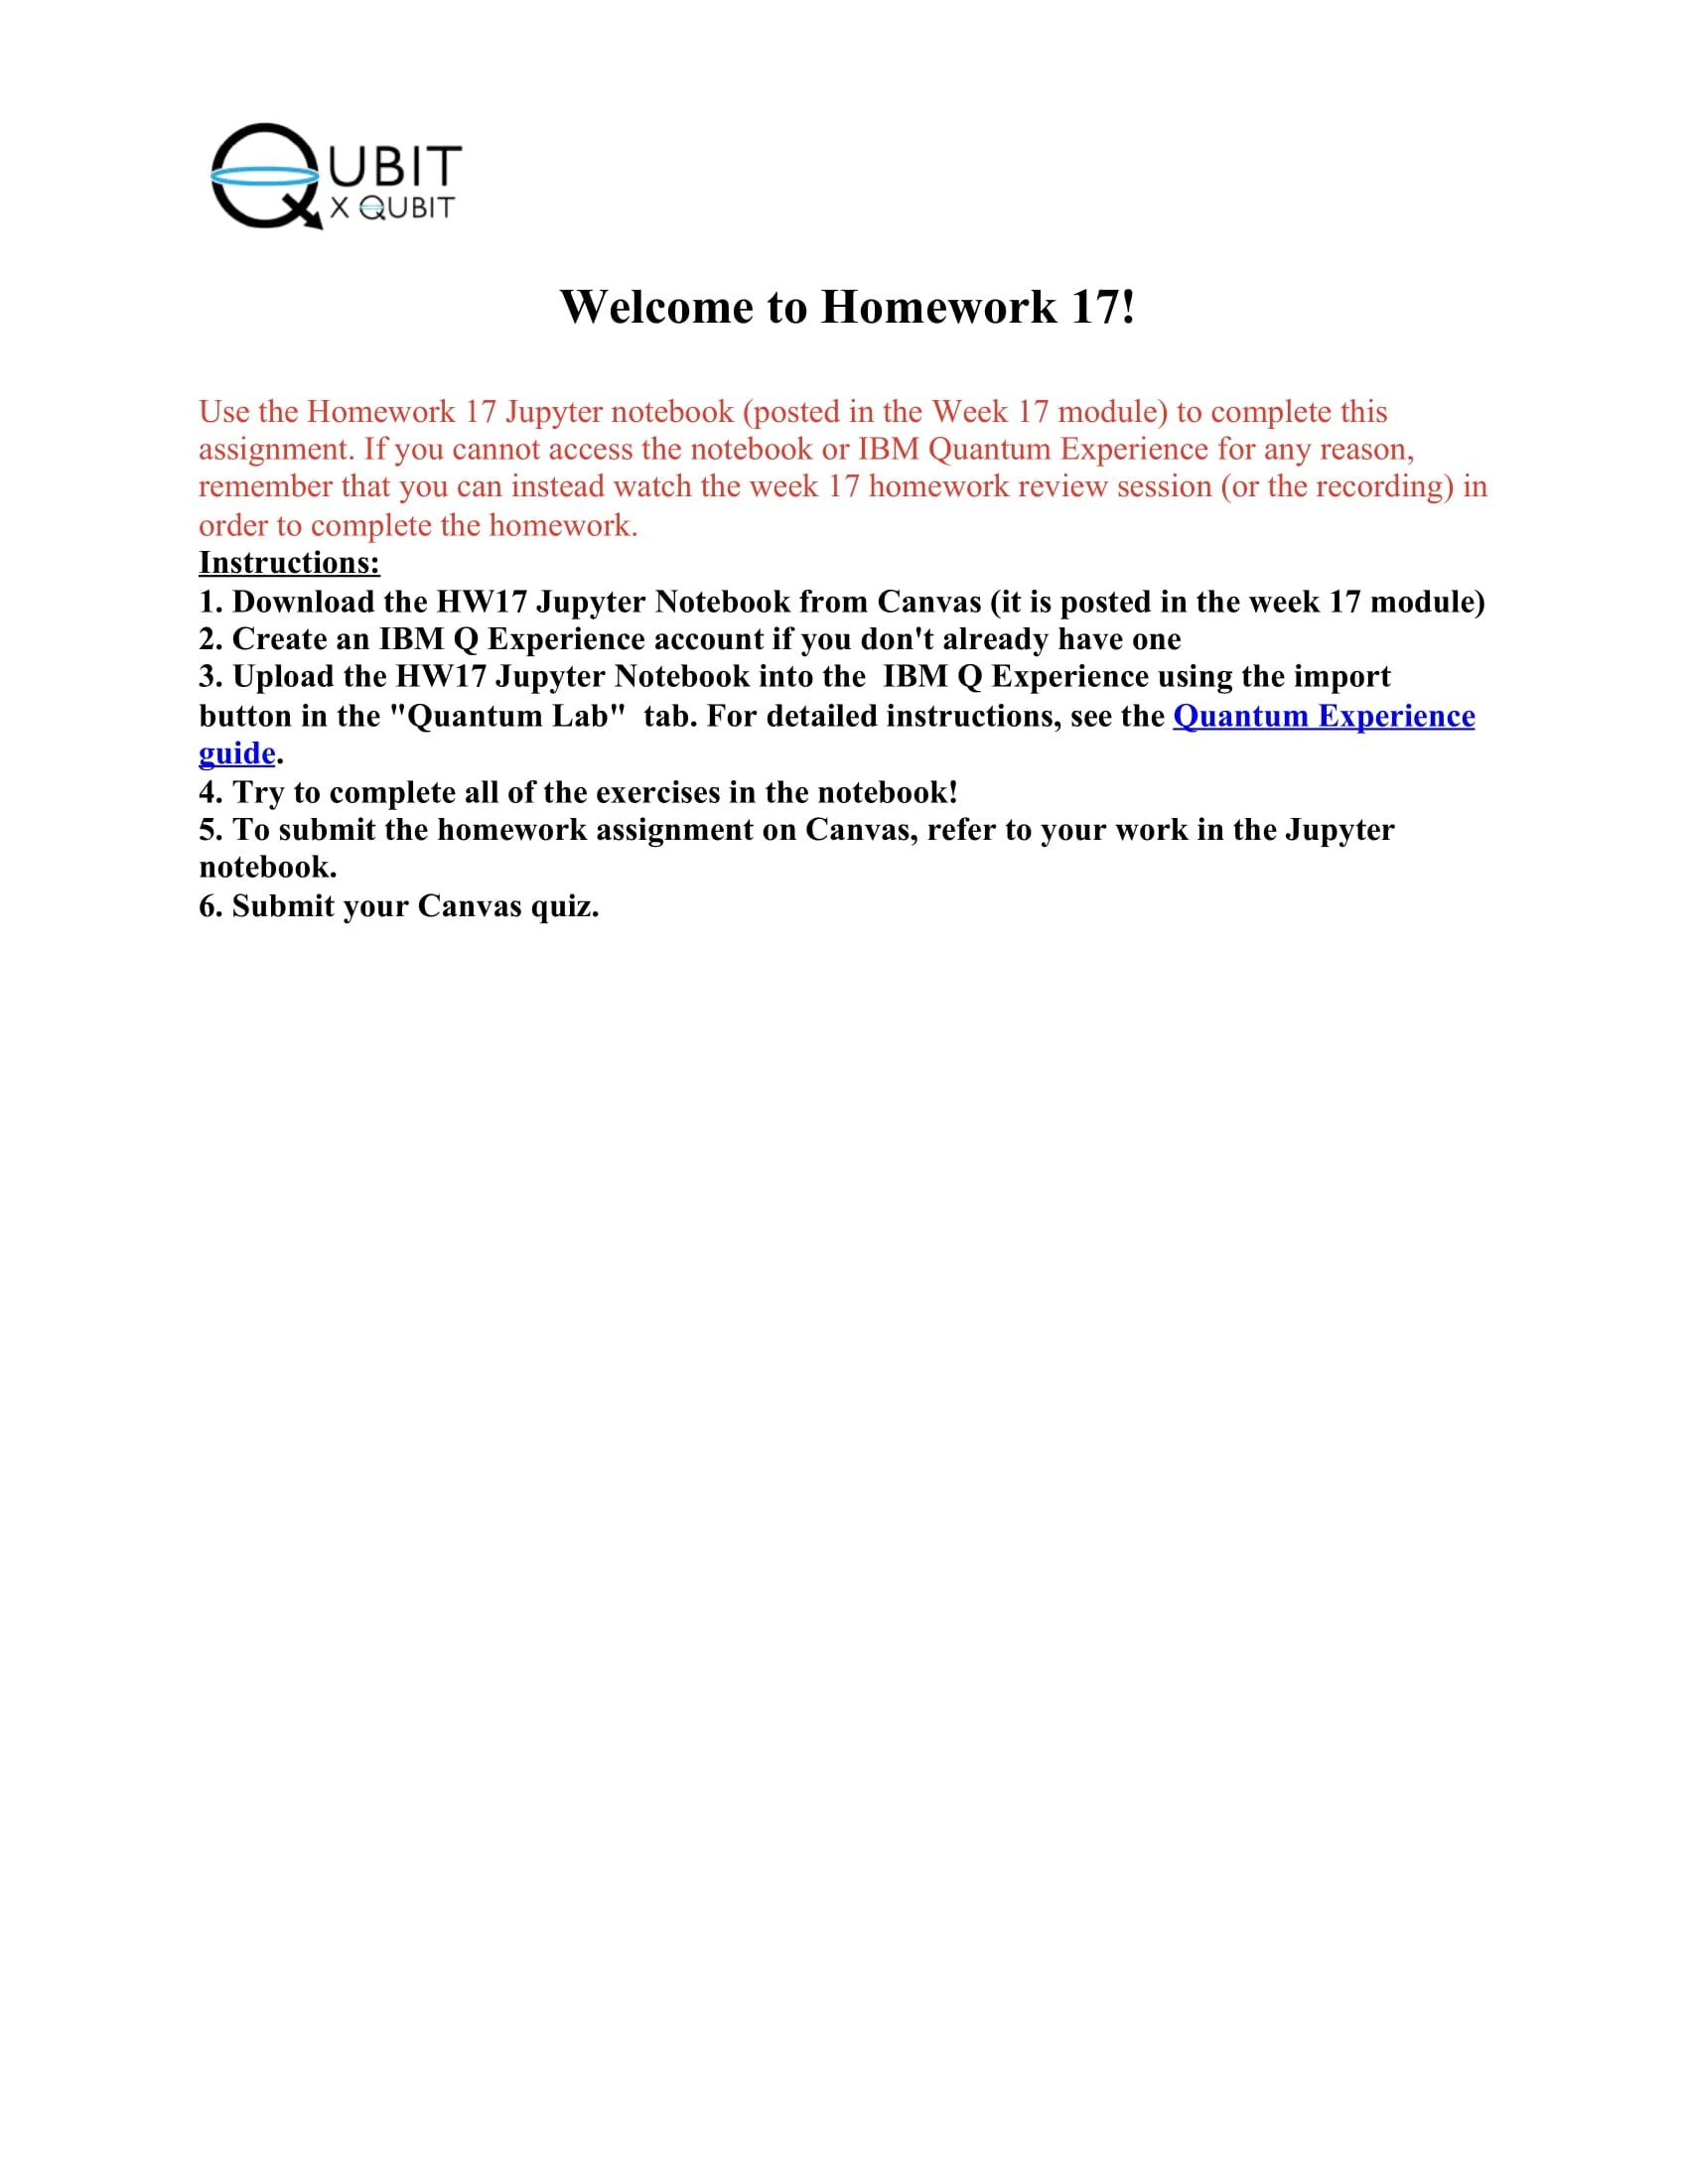 QUBIT
X QUBIT
Welcome to Homework 17!
Use the Homework 17 Jupyter notebook (posted in the Week 17 module) to complete this
assignment. If you cannot access the notebook or IBM Quantum Experience for any reason,
remember that you can instead watch the week 17 homework review session (or the recording) in
order to complete the homework.
Instructions:
1. Download the HW17 Jupyter Notebook from Canvas (it is posted in the week 17 module)
2. Create an IBM Q Experience account if you don't already have one
3. Upload the HW17 Jupyter Notebook into the  IBM Q Experience using the import
button in the "Quantum Lab"  tab. For detailed instructions, see the Quantum Experience
guide.
4. Try to complete all of the exercises in the notebook!
5. To submit the homework assignment on Canvas, refer to your work in the Jupyter
notebook.
6. Submit your Canvas quiz.